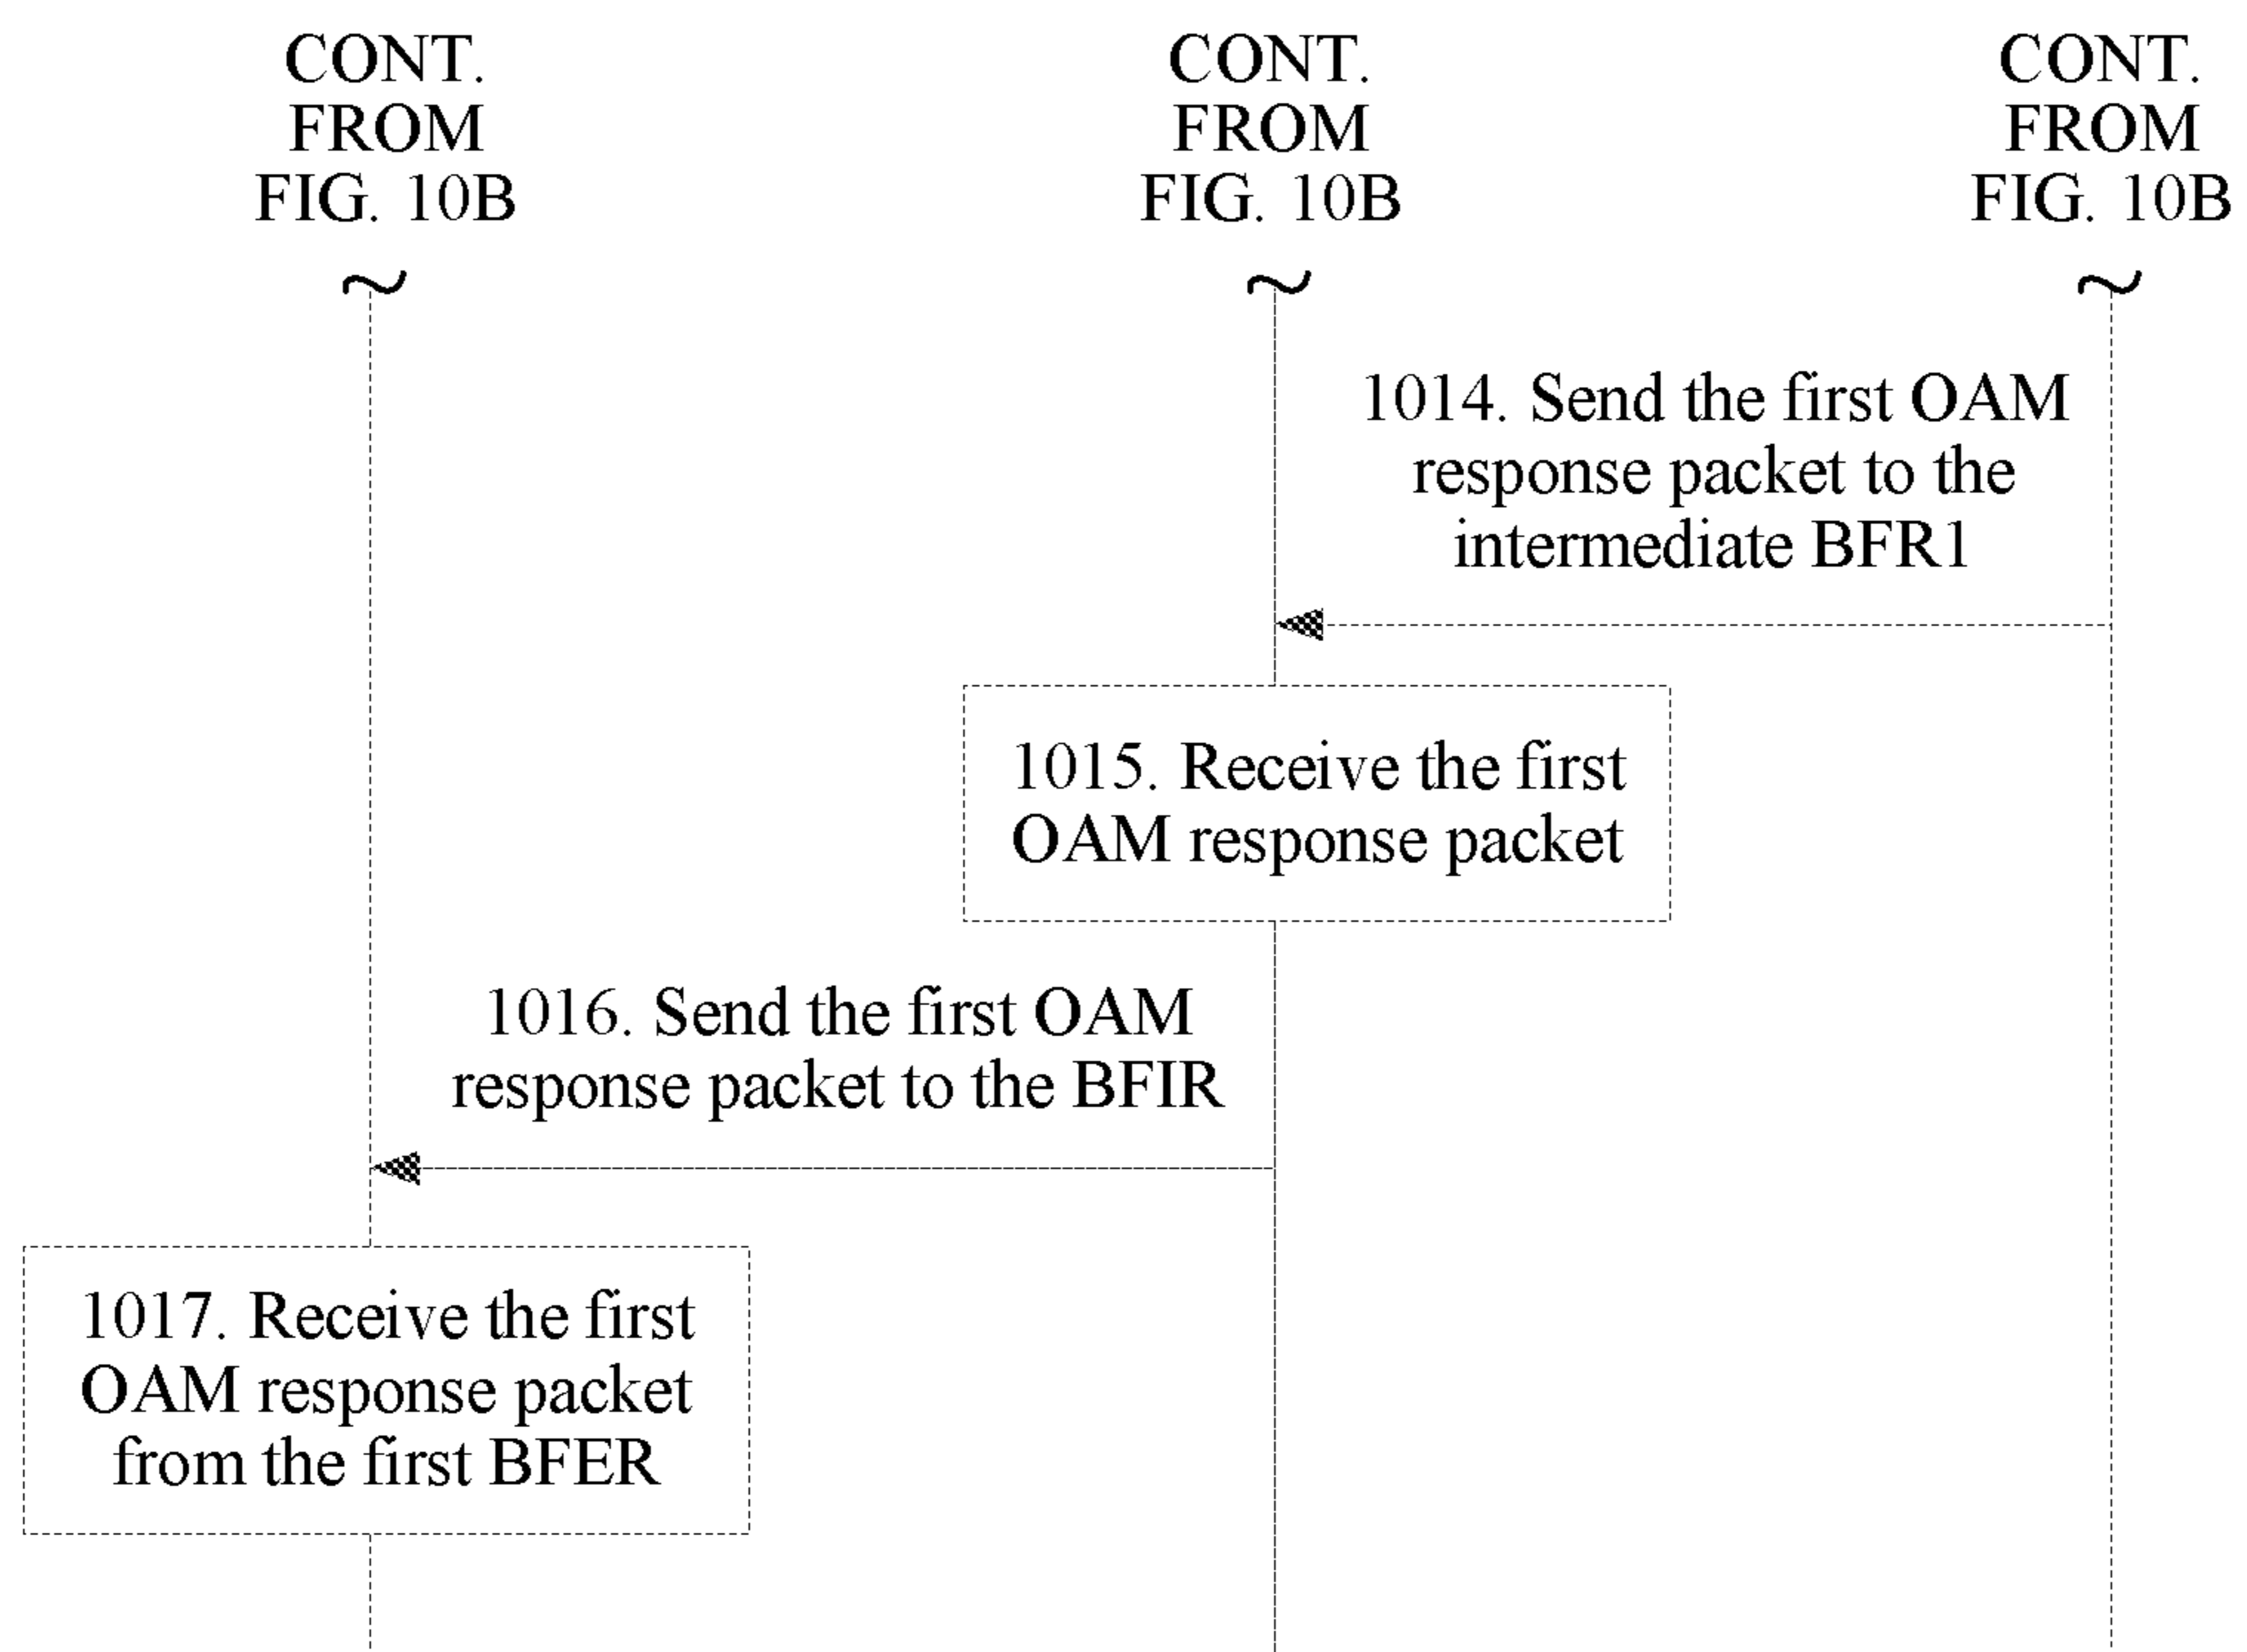 CONT.
FROM
FIG. 10B
CONT.
FROM
FIG. 10B
CONT.
FROM
FIG. 10B
1014. Send the first OAM
response packet to the
intermediate BFR1
1015. Receive the first
OAM response packet
1016. Send the first OAM
response packet to the BFIR
1017. Receive the first
OAM response packet
from the first BFER